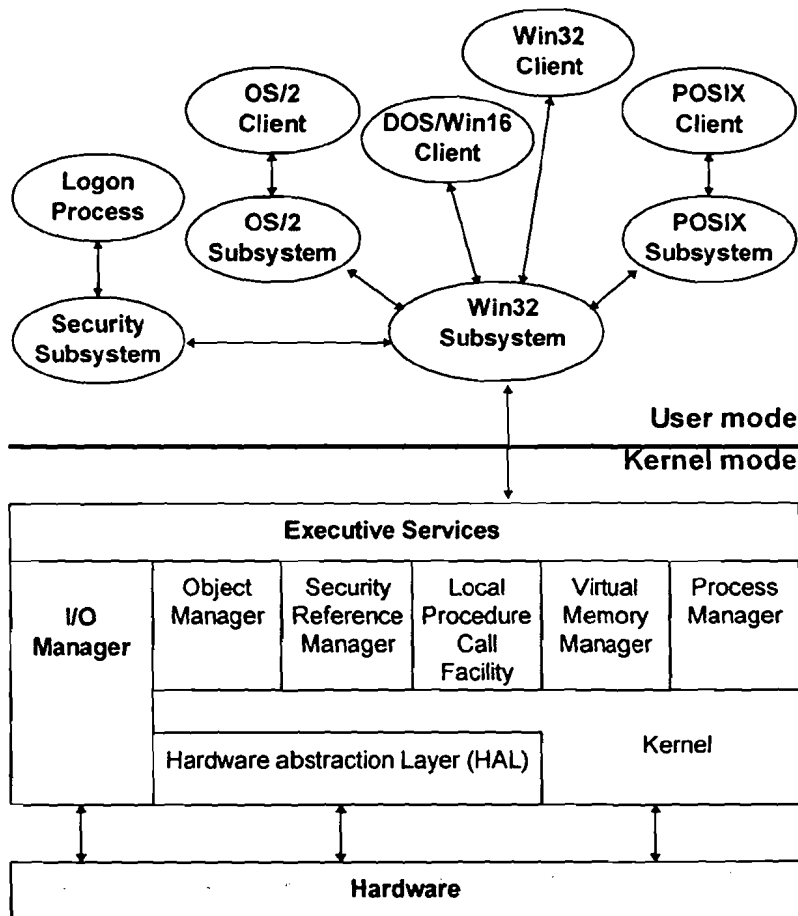 Win32
Client
OS/2
Client
POSIX
Client
DOS/Win16
Client
Logon
Process
OS/2
Subsystem
POSIX
Subsystem
Security
Subsystem
Win32
Subsystem
User mode
Kernel mode
Executive Services
I/O
Manager
Object
Manager
Security
Reference
Manager
Local
Procedure
Call
Facility
Virtual
Memory
Manager
Process
Manager
Hardware abstraction Layer (HAL)
Kernel
Hardware